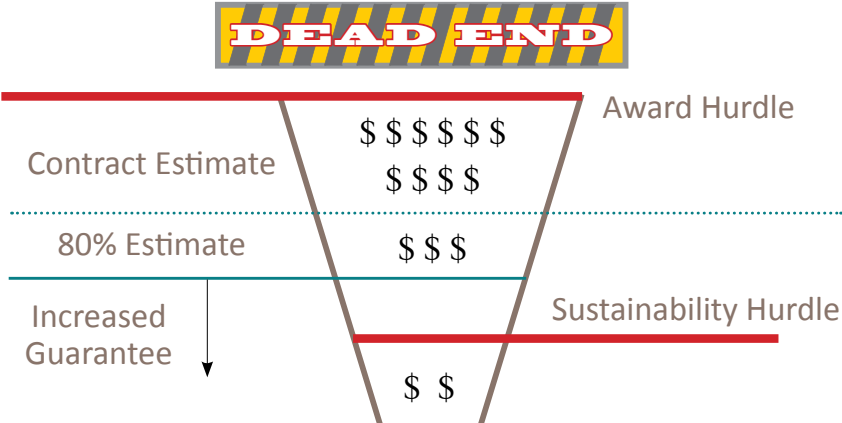 DEAD END
Award Hurdle
$ $ $ $ $ $
Contract Estimate
$ $ $ $
80% Estimate
$ $ $
Sustainability Hurdle
Increased
Guarantee
$ $